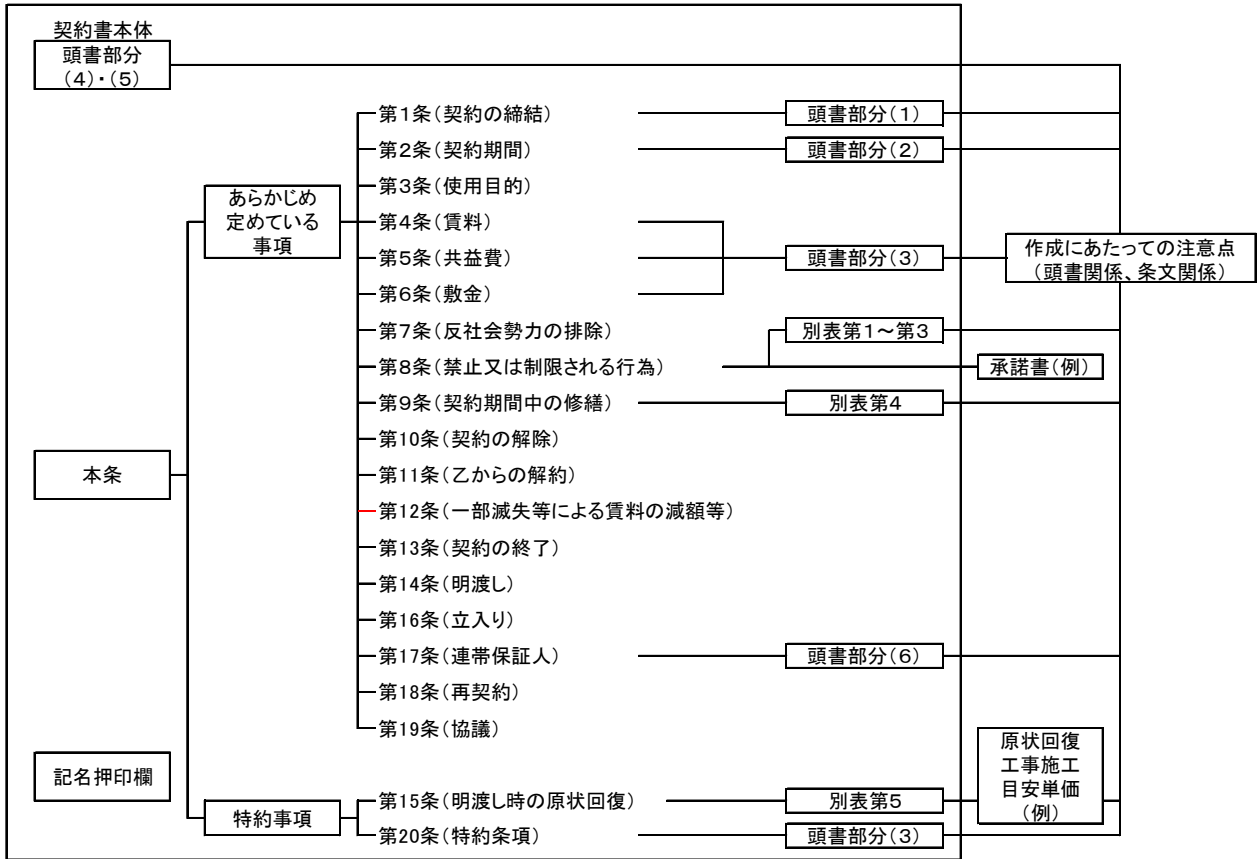 契約書本体
頭書部分
(4)・(5)
第1条(契約の締結)
頭書部分(1)
第2条(契約期間)
頭書部分(2)
あらかじめ
定めている
事項
第3条(使用目的)
第4条(賃料)
第5条(共益費)
頭書部分(3)
作成にあたっての注意点
(頭書関係、条文関係)
第6条(敷金)
第7条(反社会勢力の排除)
別表第1~第3
第8条(禁止又は制限される行為)
承諾書(例)
第9条(契約期間中の修繕)
別表第4
第10条(契約の解除)
本条
第11条(乙からの解約)
第12条(一部滅失等による賃料の減額等)
第13条(契約の終了)
第14条(明渡し)
第16条(立入り)
第17条(連帯保証人)
頭書部分(6)
第18条(再契約)
第19条(協議)
記名押印欄
特約事項
第15条(明渡し時の原状回復)
別表第5
原状回復
工事施工
目安単価
(例)
第20条(特約条項)
頭書部分(3)